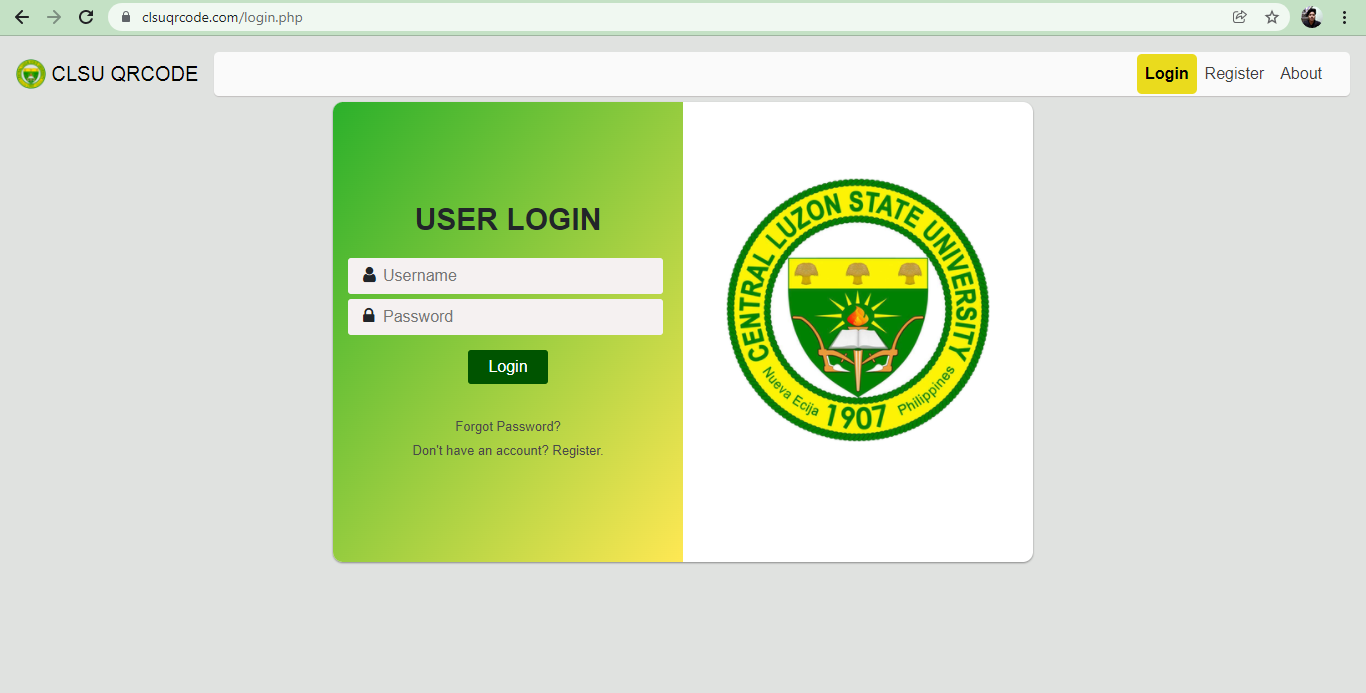 clsuqrcode.com/login.php
CLSU QRCODE
Login
Register
About
USER LOGIN
Username
Password
Login
Forgot Password?
Don't have an account? Register.
CENTRAL LUZON STATE UNIVERSITY
Nueva Ecija 1907 Philippines